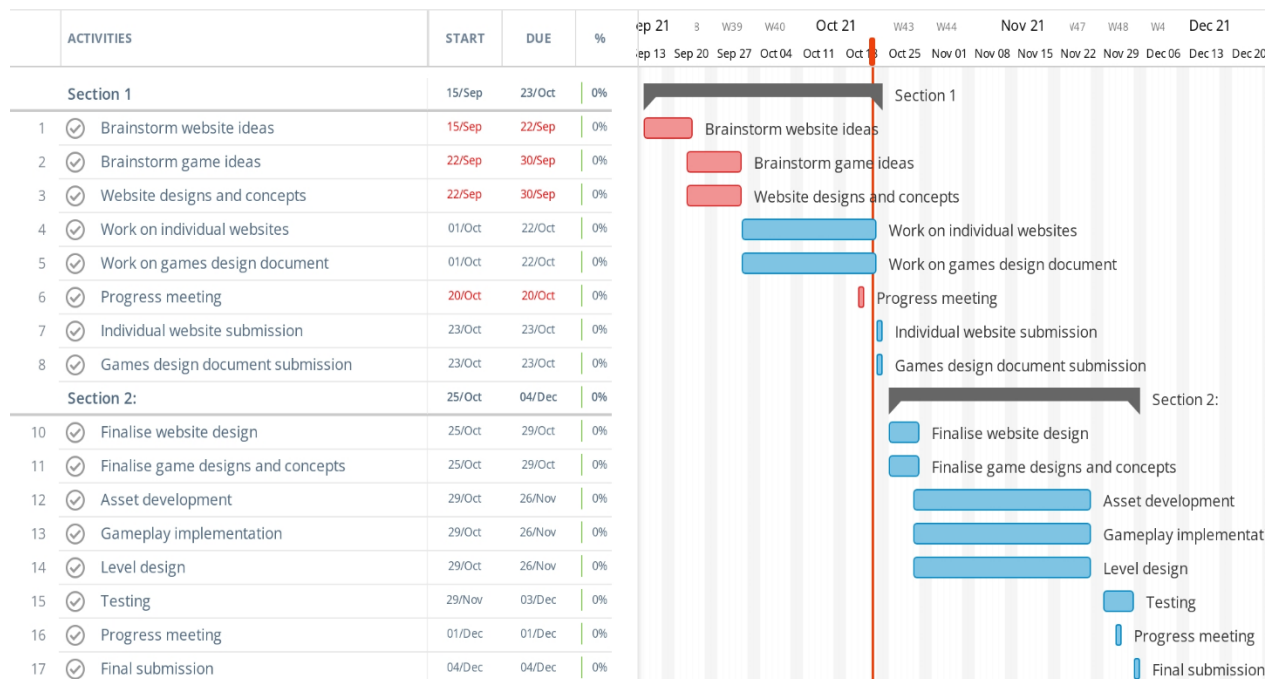 ep 21 8 W39 W40 Oct 21 W43 W44 Nov 21 W47 W48 W4 Dec 21
ACTIVITIES START DUE %
ep 13 Sep 20 Sep 27 Oct 04 Oct 11 Oct 18 Oct 25 Nov 01 Nov 08 Nov 15 Nov 22 Nov 29 Dec 06 Dec 13 Dec 20
Section 1 15/Sep 23/Oct 0% Section 1
1 Brainstorm website ideas 15/Sep 22/Sep 0% Brainstorm website ideas
2 Brainstorm game ideas 22/Sep 30/Sep 0% Brainstorm game ideas
3 Website designs and concepts 22/Sep 30/Sep 0% Website designs and concepts
4 Work on individual websites 01/Oct 22/Oct 0% Work on individual websites
5 Work on games design document 01/Oct 22/Oct 0% Work on games design document
6 Progress meeting 20/Oct 20/Oct 0% Progress meeting
7 Individual website submission 23/Oct 23/Oct 0% Individual website submission
8 Games design document submission 23/Oct 23/Oct 0% Games design document submission
Section 2: 25/Oct 04/Dec 0% Section 2:
10 Finalise website design 25/Oct 29/Oct 0% Finalise website design
11 Finalise game designs and concepts 25/Oct 29/Oct 0% Finalise game designs and concepts
12 Asset development 29/Oct 26/Nov 0% Asset development
13 Gameplay implementation 29/Oct 26/Nov 0% Gameplay implementat
14 Level design 29/Oct 26/Nov 0% Level design
15 Testing 29/Nov 03/Dec 0% Testing
16 Progress meeting 01/Dec 01/Dec 0% Progress meeting
17 Final submission 04/Dec 04/Dec 0% Final submission